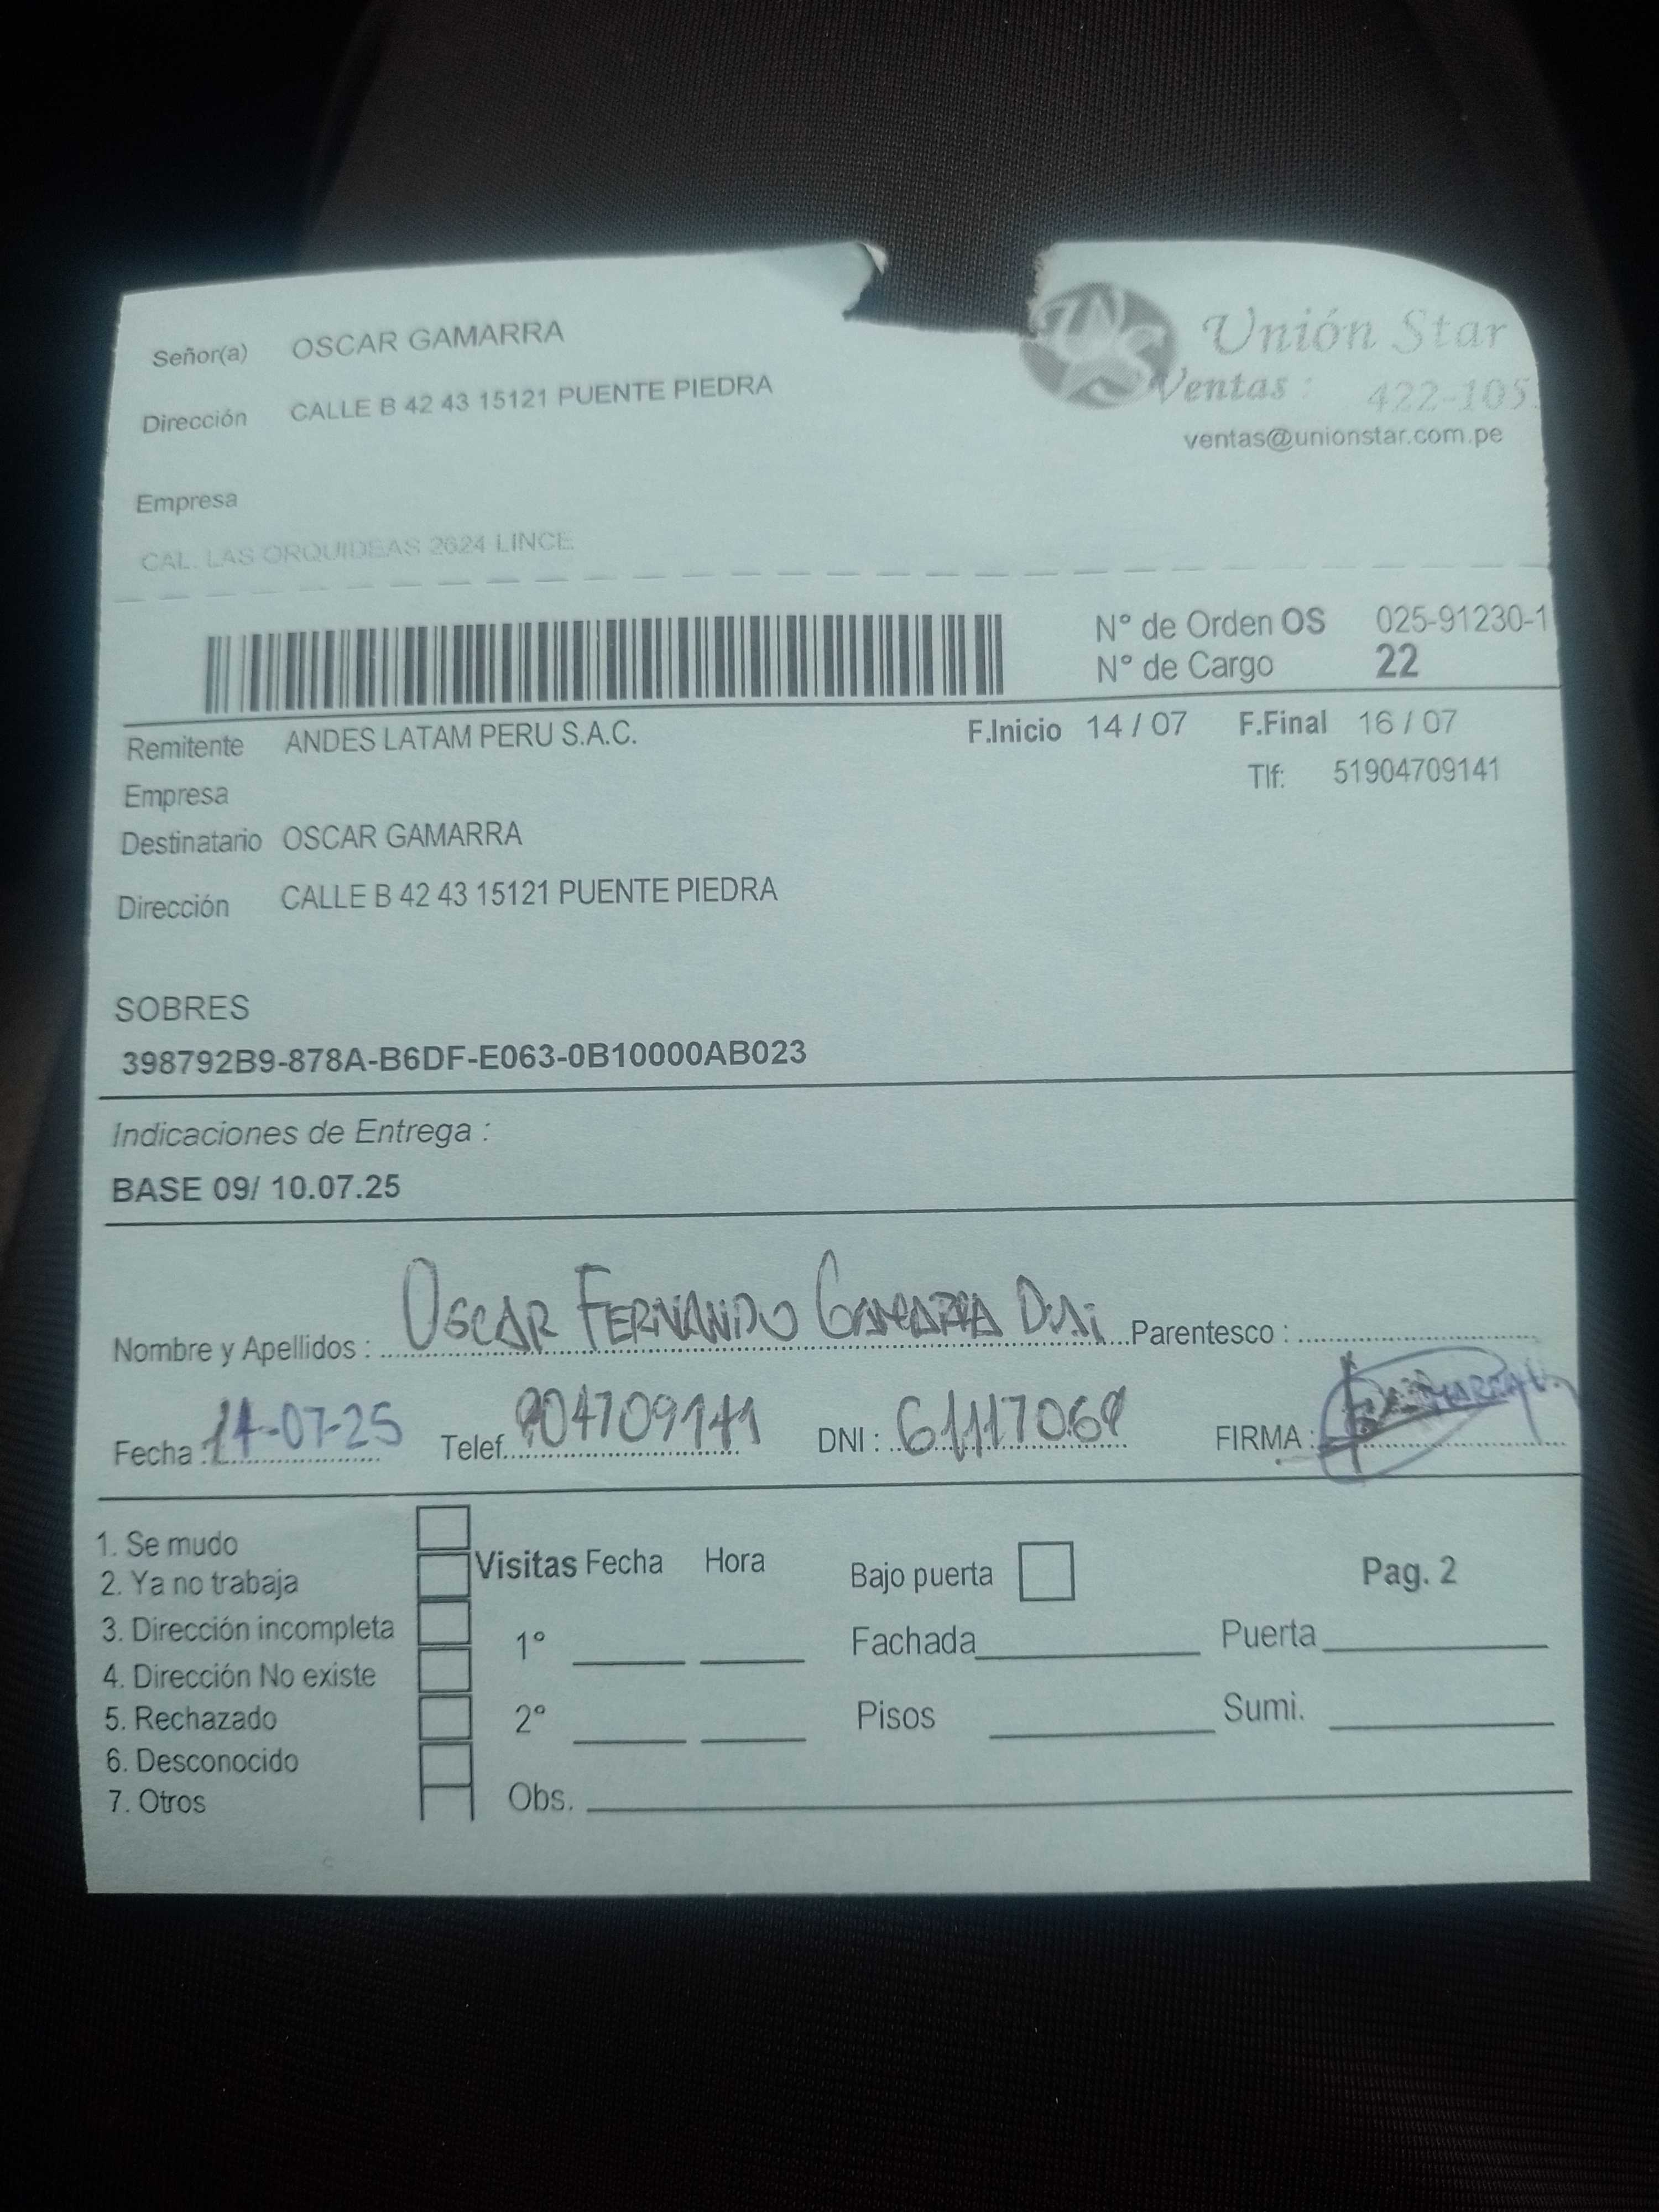 Señor(a) OSCAR GAMARRA
Dirección CALLE B 42 43 15121 PUENTE PIEDRA
Unión Star
Ventas : 422-105
ventas@unionstar.com.pe
Empresa
CAL. LAS ORQUIDEAS 2624 LINCE
N° de Orden OS 025-91230-1
N° de Cargo 22
Remitente ANDES LATAM PERU S.A.C. F.Inicio 14 / 07 F.Final 16 / 07
Empresa Tlf: 51904709141
Destinatario OSCAR GAMARRA
Dirección CALLE B 42 43 15121 PUENTE PIEDRA
SOBRES
398792B9-878A-B6DF-E063-0B10000AB023
Indicaciones de Entrega :
BASE 09/ 10.07.25
Nombre y Apellidos : OSCAR FERNANDO GAMARRA Parentesco :
Fecha : 14-07-25 Telef. 904709141 DNI : FIRMA :
1. Se mudo
2. Ya no trabaja
3. Dirección incompleta
4. Dirección No existe
5. Rechazado
6. Desconocido
7. Otros
Visitas Fecha Hora
1°
2°
Obs.
Bajo puerta Pag. 2
Fachada Puerta
Pisos Sumi.